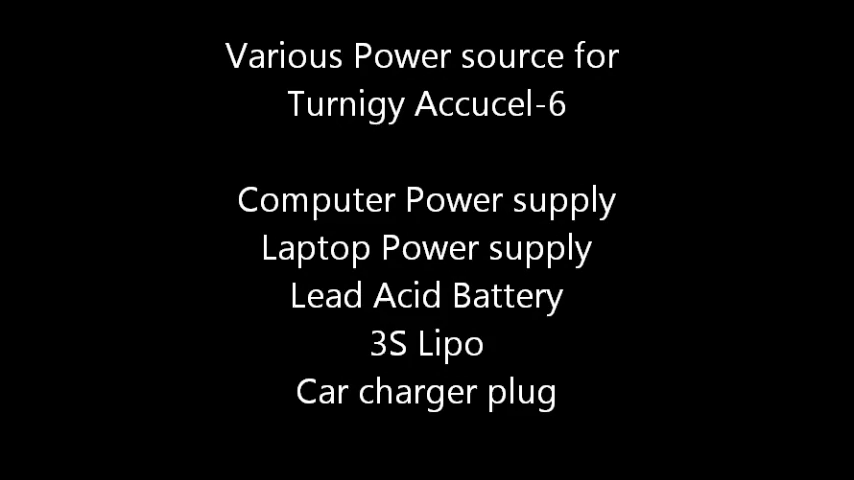 Various Power source for
Turnigy Accucel-6
Computer Power supply
Laptop Power supply
Lead Acid Battery
3S Lipo
Car charger plug